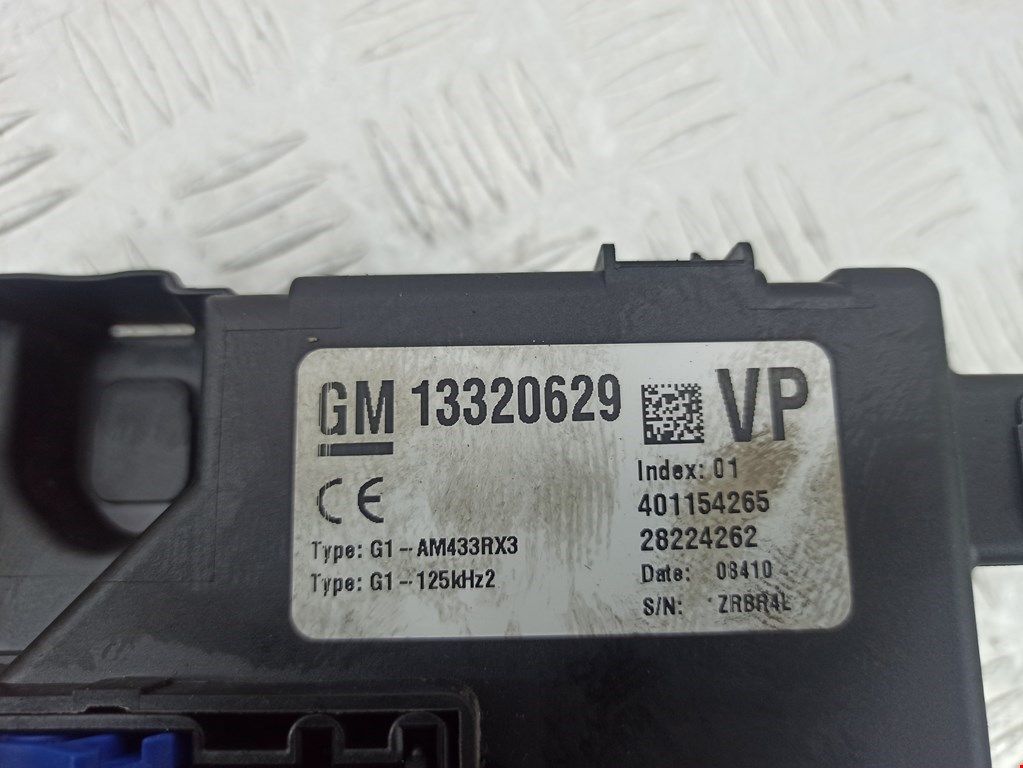 GM 13320629 VP
CE
Index: 01
401154265
28224262
Type: G1-AM433RX3
Type: G1-125kHz2
Date: 08410
S/N: ZRBR4L